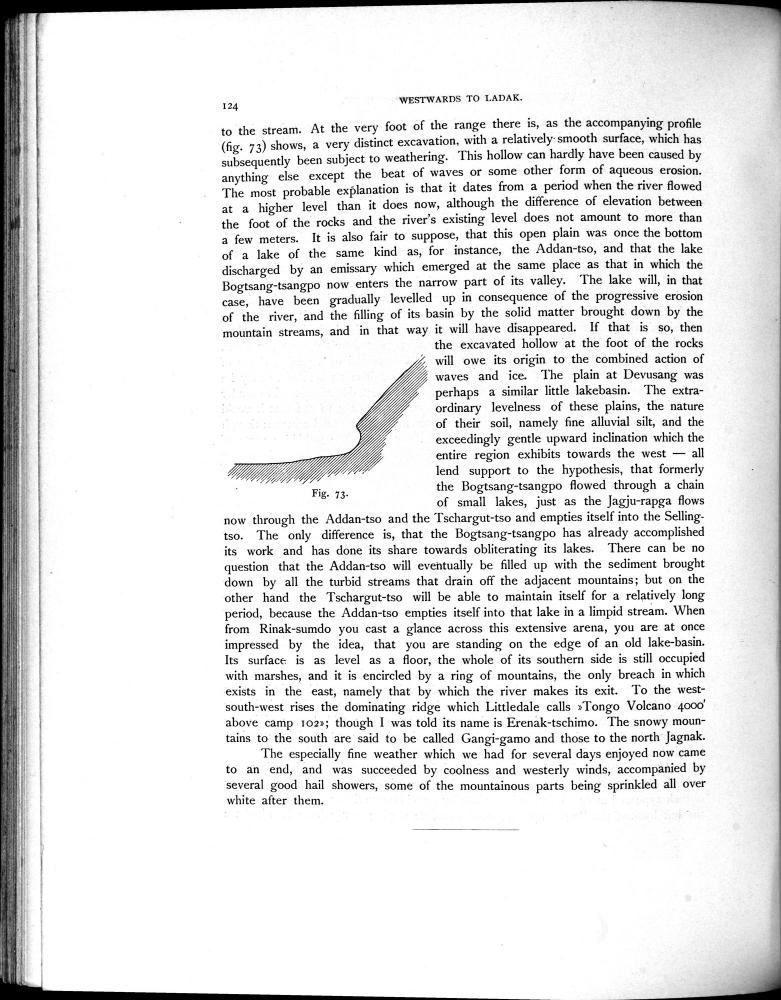 124
WESTWARDS TO LADAK.
to the stream. At the very foot of the range there is, as the accompanying profile
(fig. 73) shows, a very distinct excavation, with a relatively smooth surface, which has
subsequently been subject to weathering. This hollow can hardly have been caused by
anything else except the beat of waves or some other form of aqueous erosion.
The most probable explanation is that it dates from a period when the river flowed
at a higher level than it does now, although the difference of elevation between
the foot of the rocks and the river's existing level does not amount to more than
a few meters. It is also fair to suppose, that this open plain was once the bottom
of a lake of the same kind as, for instance, the Addan-tso, and that the lake
discharged by an emissary which emerged at the same place as that in which the
Bogtsang-tsangpo now enters the narrow part of its valley. The lake will, in that
case, have been gradually levelled up in consequence of the progressive erosion
of the river, and the filling of its basin by the solid matter brought down by the
mountain streams, and in that way it will have disappeared. If that is so, then
the excavated hollow at the foot of the rocks
will owe its origin to the combined action of
waves and ice. The plain at Devusang was
perhaps a similar little lakebasin. The extra-
ordinary levelness of these plains, the nature
of their soil, namely fine alluvial silt, and the
exceedingly gentle upward inclination which the
entire region exhibits towards the west — all
lend support to the hypothesis, that formerly
the Bogtsang-tsangpo flowed through a chain
of small lakes, just as the Jagju-rapga flows
Fig. 73.
now through the Addan-tso and the Tschargut-tso and empties itself into the Selling-
tso. The only difference is, that the Bogtsang-tsangpo has already accomplished
its work and has done its share towards obliterating its lakes. There can be no
question that the Addan-tso will eventually be filled up with the sediment brought
down by all the turbid streams that drain off the adjacent mountains; but on the
other hand the Tschargut-tso will be able to maintain itself for a relatively long
period, because the Addan-tso empties itself into that lake in a limpid stream. When
from Rinak-sumdo you cast a glance across this extensive arena, you are at once
impressed by the idea, that you are standing on the edge of an old lake-basin.
Its surface is as level as a floor, the whole of its southern side is still occupied
with marshes, and it is encircled by a ring of mountains, the only breach in which
exists in the east, namely that by which the river makes its exit. To the west-
south-west rises the dominating ridge which Littledale calls »Tongo Volcano 4000'
above camp 102»; though I was told its name is Erenak-tschimo. The snowy moun-
tains to the south are said to be called Gangi-gamo and those to the north Jagnak.
The especially fine weather which we had for several days enjoyed now came
to an end, and was succeeded by coolness and westerly winds, accompanied by
several good hail showers, some of the mountainous parts being sprinkled all over
white after them.